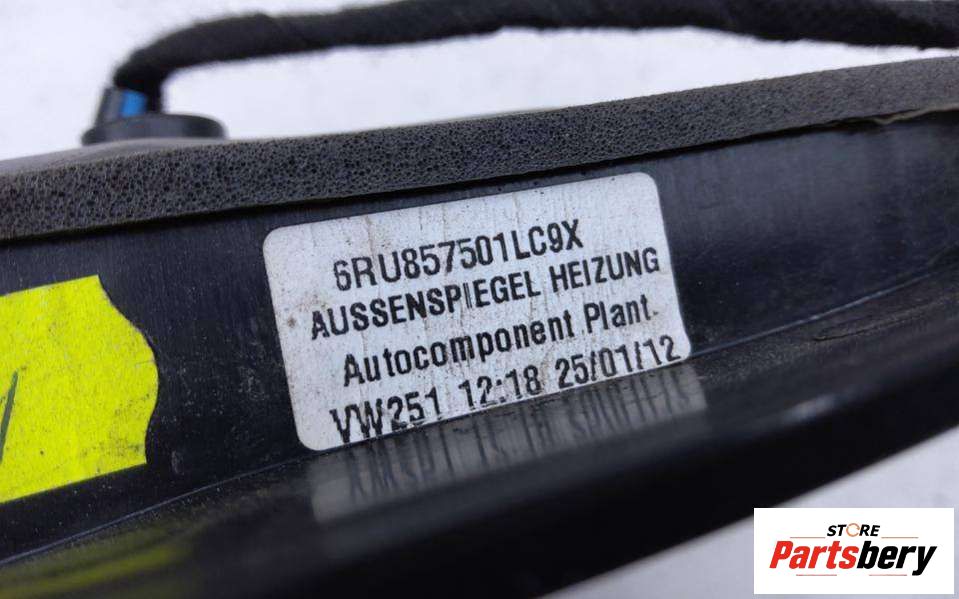 6RU857501LC9X
AUSSENSPIEGEL HEIZUNG
Autocomponent Plant.
VW251 12:18 25/01/12
STORE
Partsbery